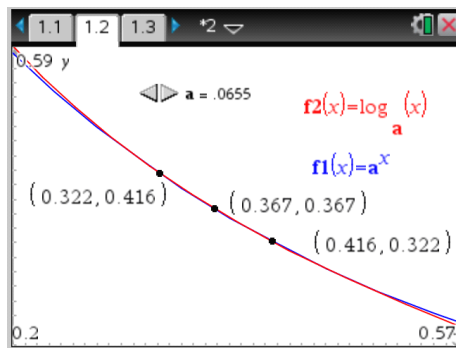 1.1 1.2 1.3 *2
0.59 y
a = .0655
f2(x)=log a (x)
f1(x)=a^x
(0.322,0.416)
(0.367,0.367)
(0.416,0.322)
0.2
0.57